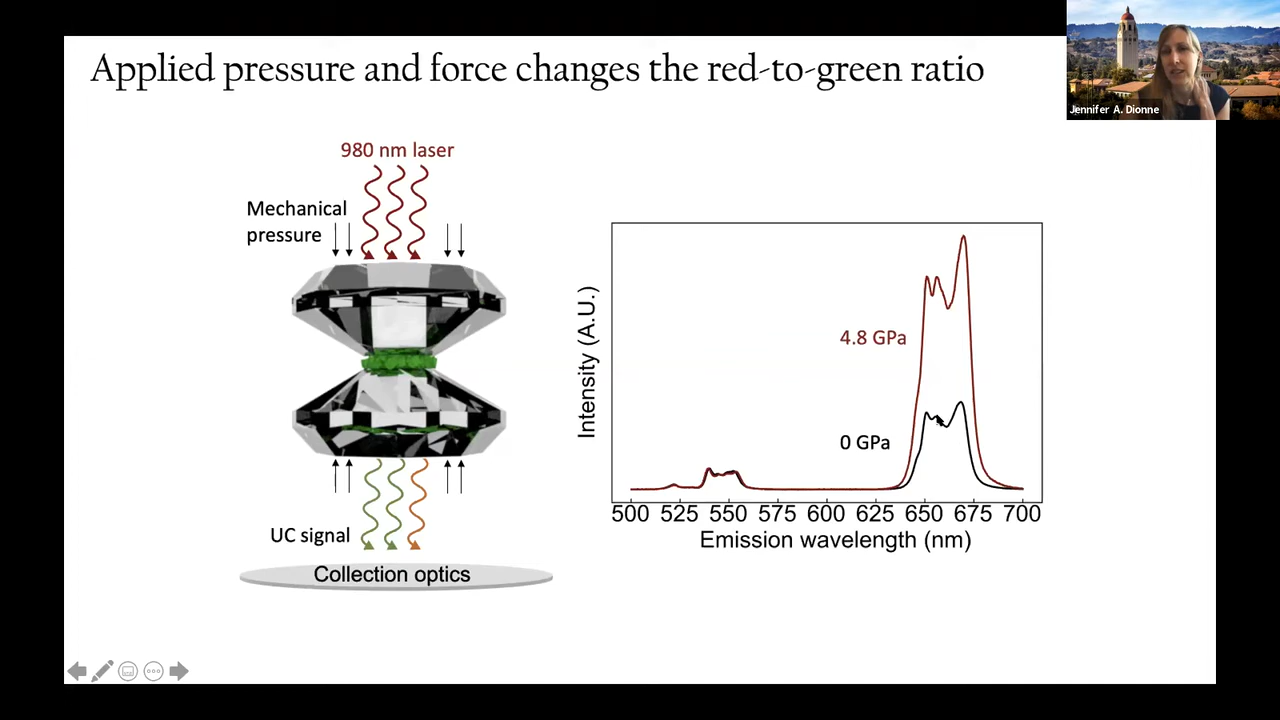 Applied pressure and force changes the red-to-green ratio
Jennifer A. Dionne
980 nm laser
Mechanical
pressure
UC signal
Collection optics
Intensity (A.U.)
4.8 GPa
0 GPa
500 525 550 575 600 625 650 675 700
Emission wavelength (nm)